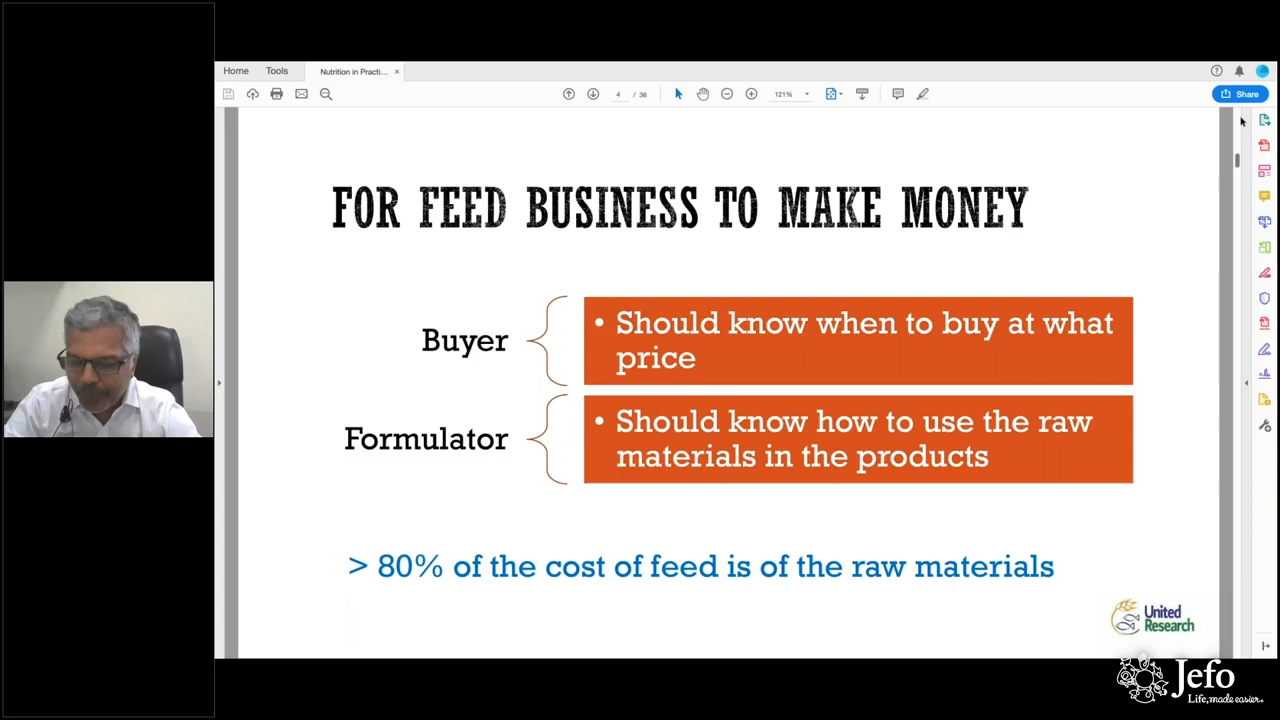 Home
Tools
Nutrition in Practi...
4 / 36
121%
Share
FOR FEED BUSINESS TO MAKE MONEY
Buyer
• Should know when to buy at what
price
Formulator
• Should know how to use the raw
materials in the products
> 80% of the cost of feed is of the raw materials
United
Research
Jefo
Life, made easier.